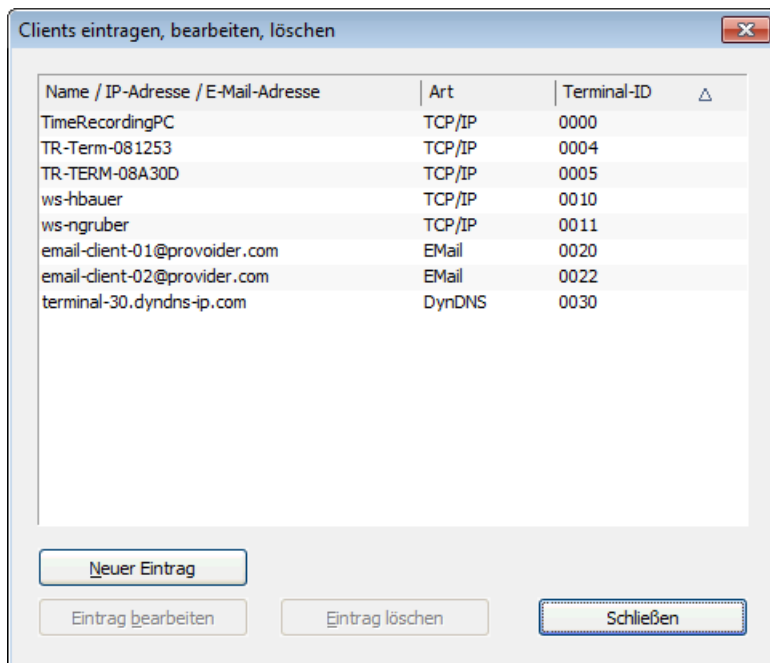 Clients eintragen, bearbeiten, löschen
Name / IP-Adresse / E-Mail-Adresse Art Terminal-ID
TimeRecordingPC TCP/IP 0000
TR-Term-081253 TCP/IP 0004
TR-TERM-08A30D TCP/IP 0005
ws-hbauer TCP/IP 0010
ws-ngruber TCP/IP 0011
email-client-01@provoider.com EMail 0020
email-client-02@provider.com EMail 0022
terminal-30.dyndns-ip.com DynDNS 0030
Neuer Eintrag
Eintrag bearbeiten Eintrag löschen Schließen